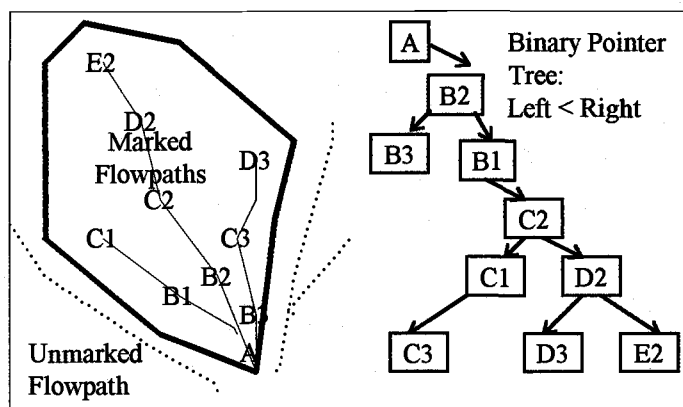 E2
D2
Marked
Flowpaths
D3
C2
C1
C3
B2
B1
B3
A
Unmarked
Flowpath
A
Binary Pointer
Tree:
Left < Right
B2
B3
B1
C2
C1
D2
C3
D3
E2